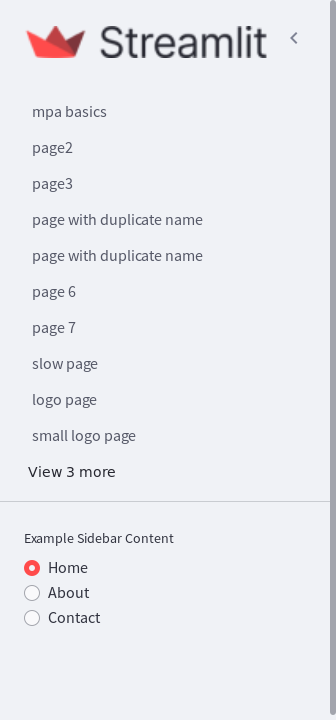 Streamlit
mpa basics
page2
page3
page with duplicate name
page with duplicate name
page 6
page 7
slow page
logo page
small logo page
View 3 more
Example Sidebar Content
Home
About
Contact